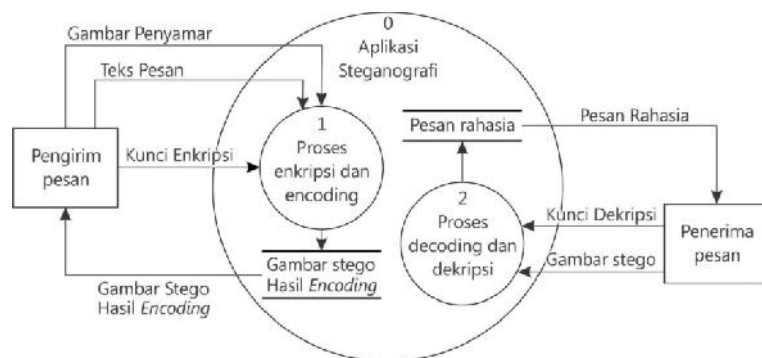 0
Aplikasi
Steganografi
Gambar Penyamar
Teks Pesan
Pengirim
pesan
Kunci Enkripsi
1
Proses
enkripsi dan
encoding
Gambar stego
Hasil Encoding
Gambar Stego
Hasil Encoding
Pesan rahasia
Pesan Rahasia
2
Proses
decoding dan
dekripsi
Kunci Dekripsi
Gambar stego
Penerima
pesan